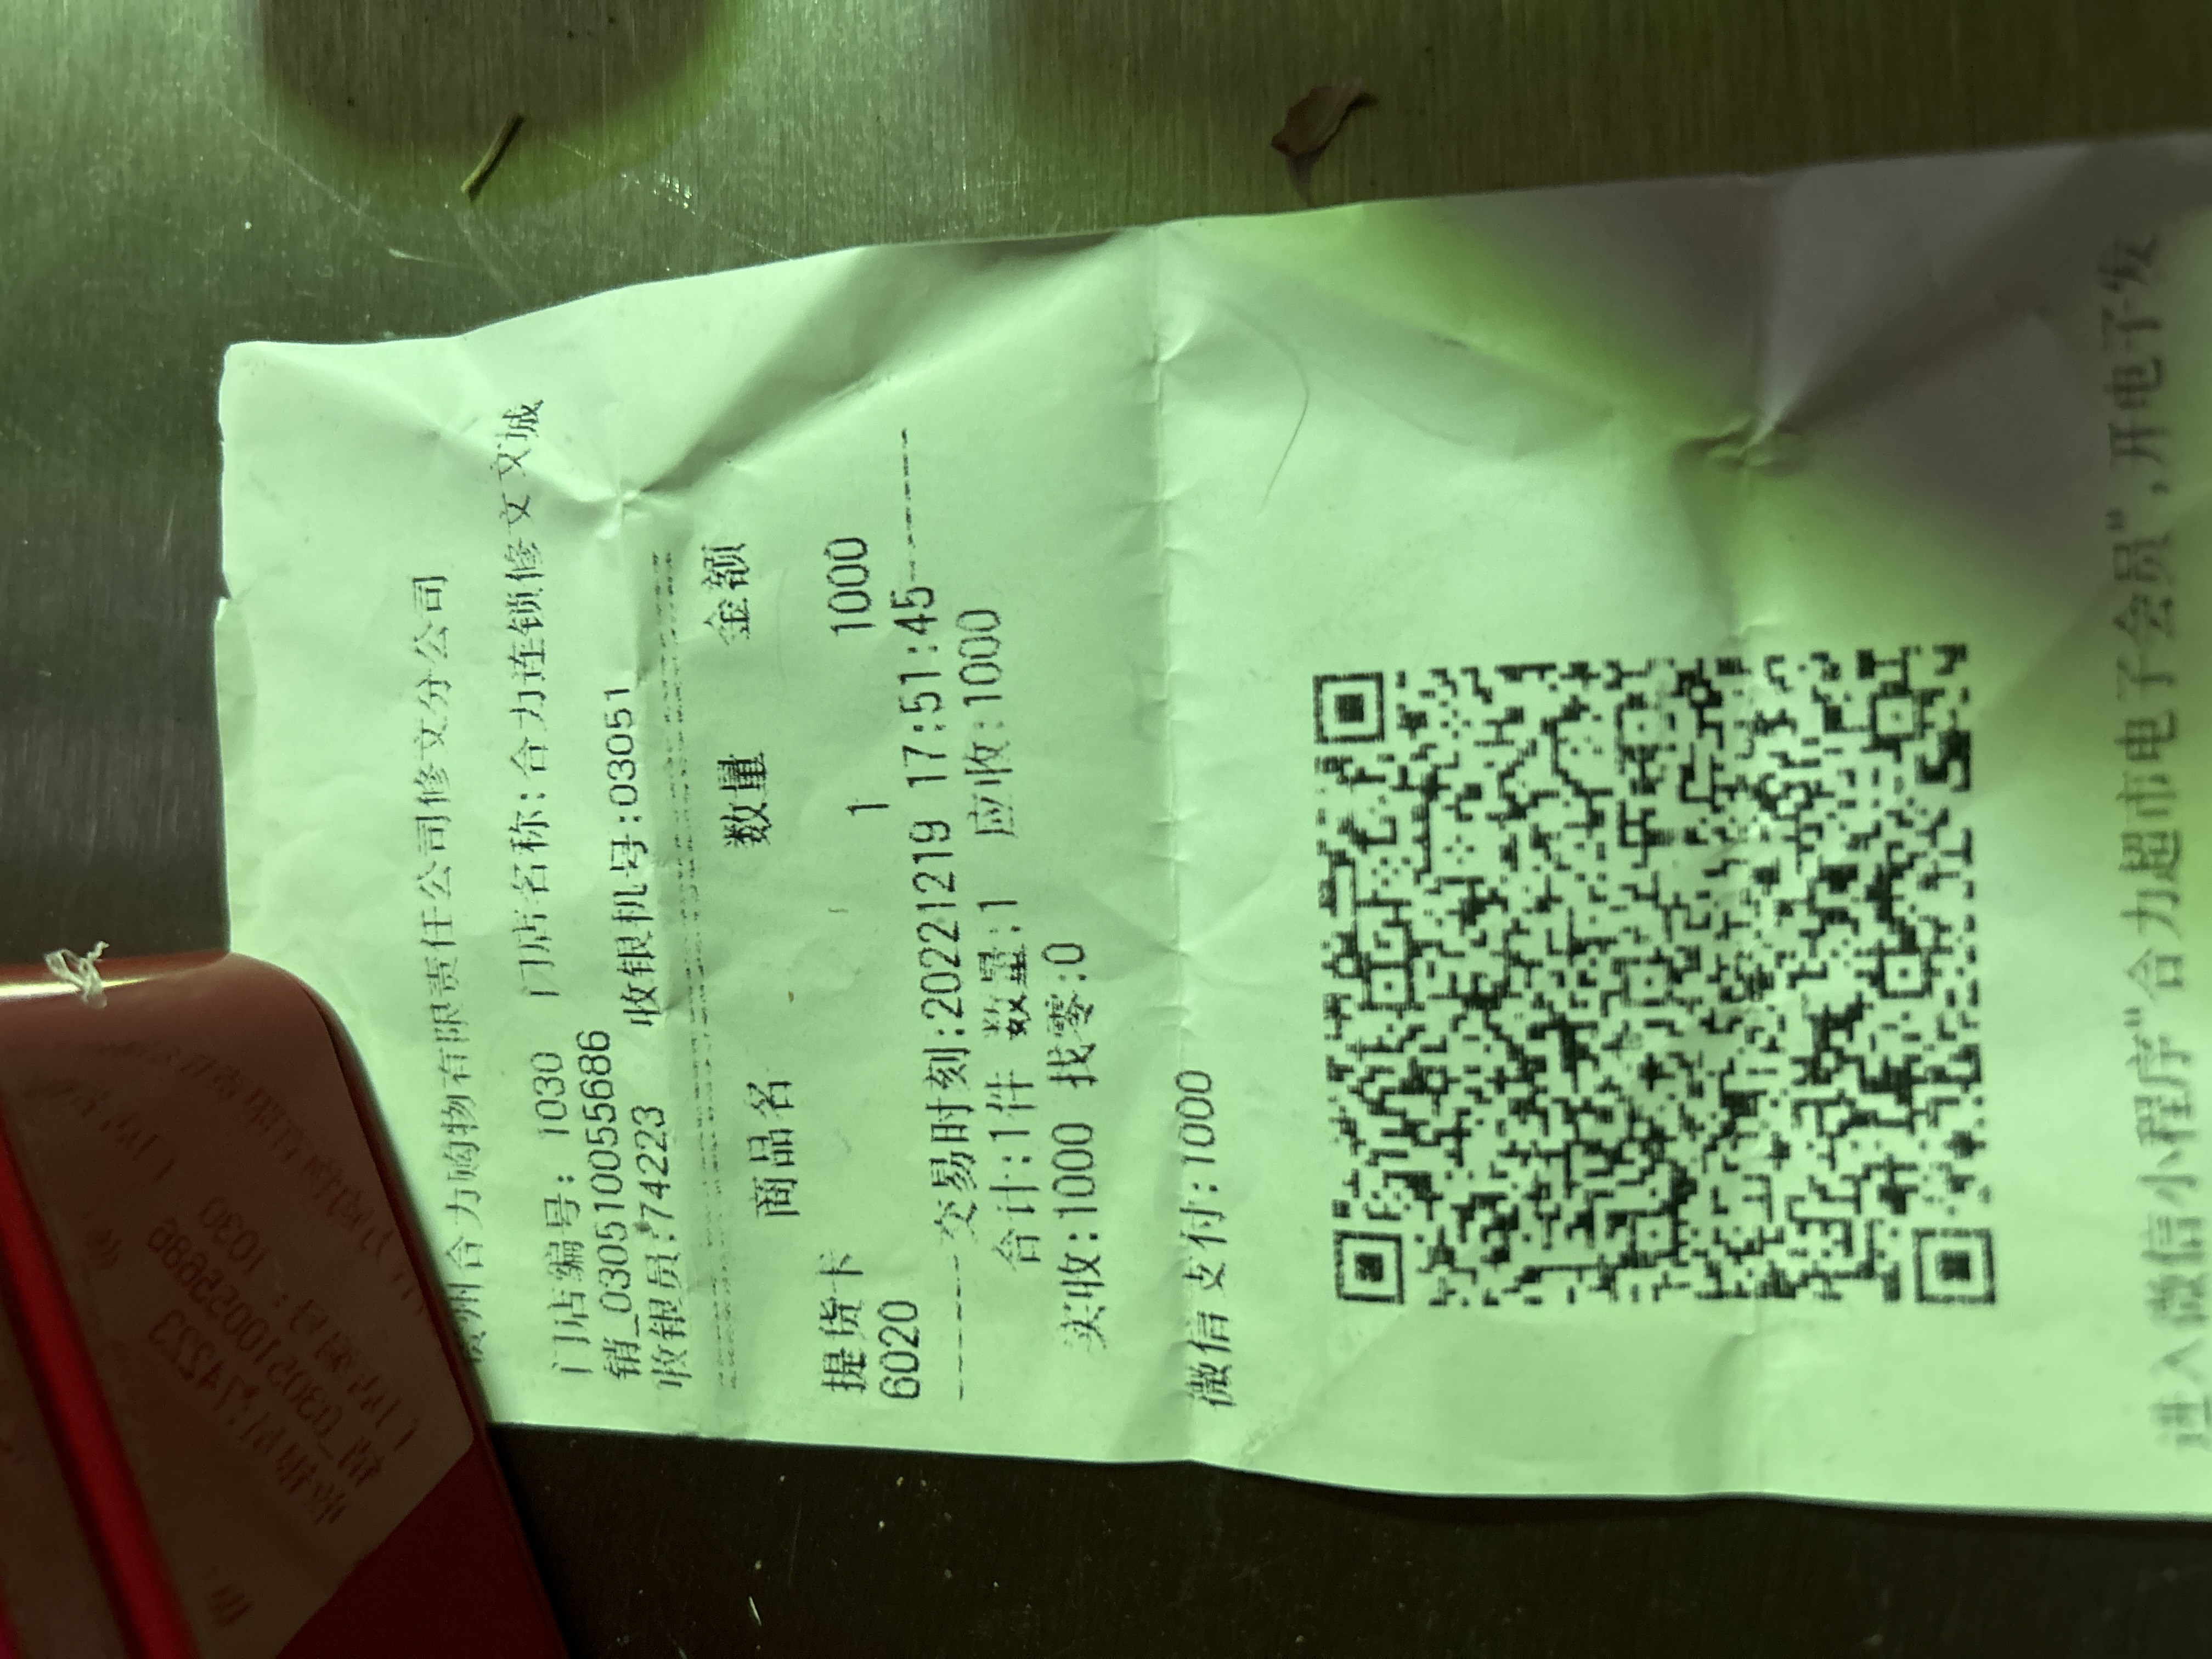 贵州合力购物有限责任公司修文分公司
门店编号: 1030 门店名称:合力连锁修文文城
销_030510055686
收银员:*74223 收银机号:03051
商品名 数量 金额
提货卡 1 1000
6020
交易时刻:20221219 17:51:45
合计:1件 数量:1 应收:1000
实收:1000 找零:0
微信支付:1000
进入微信小程序"合力超市电子会员",开电子发